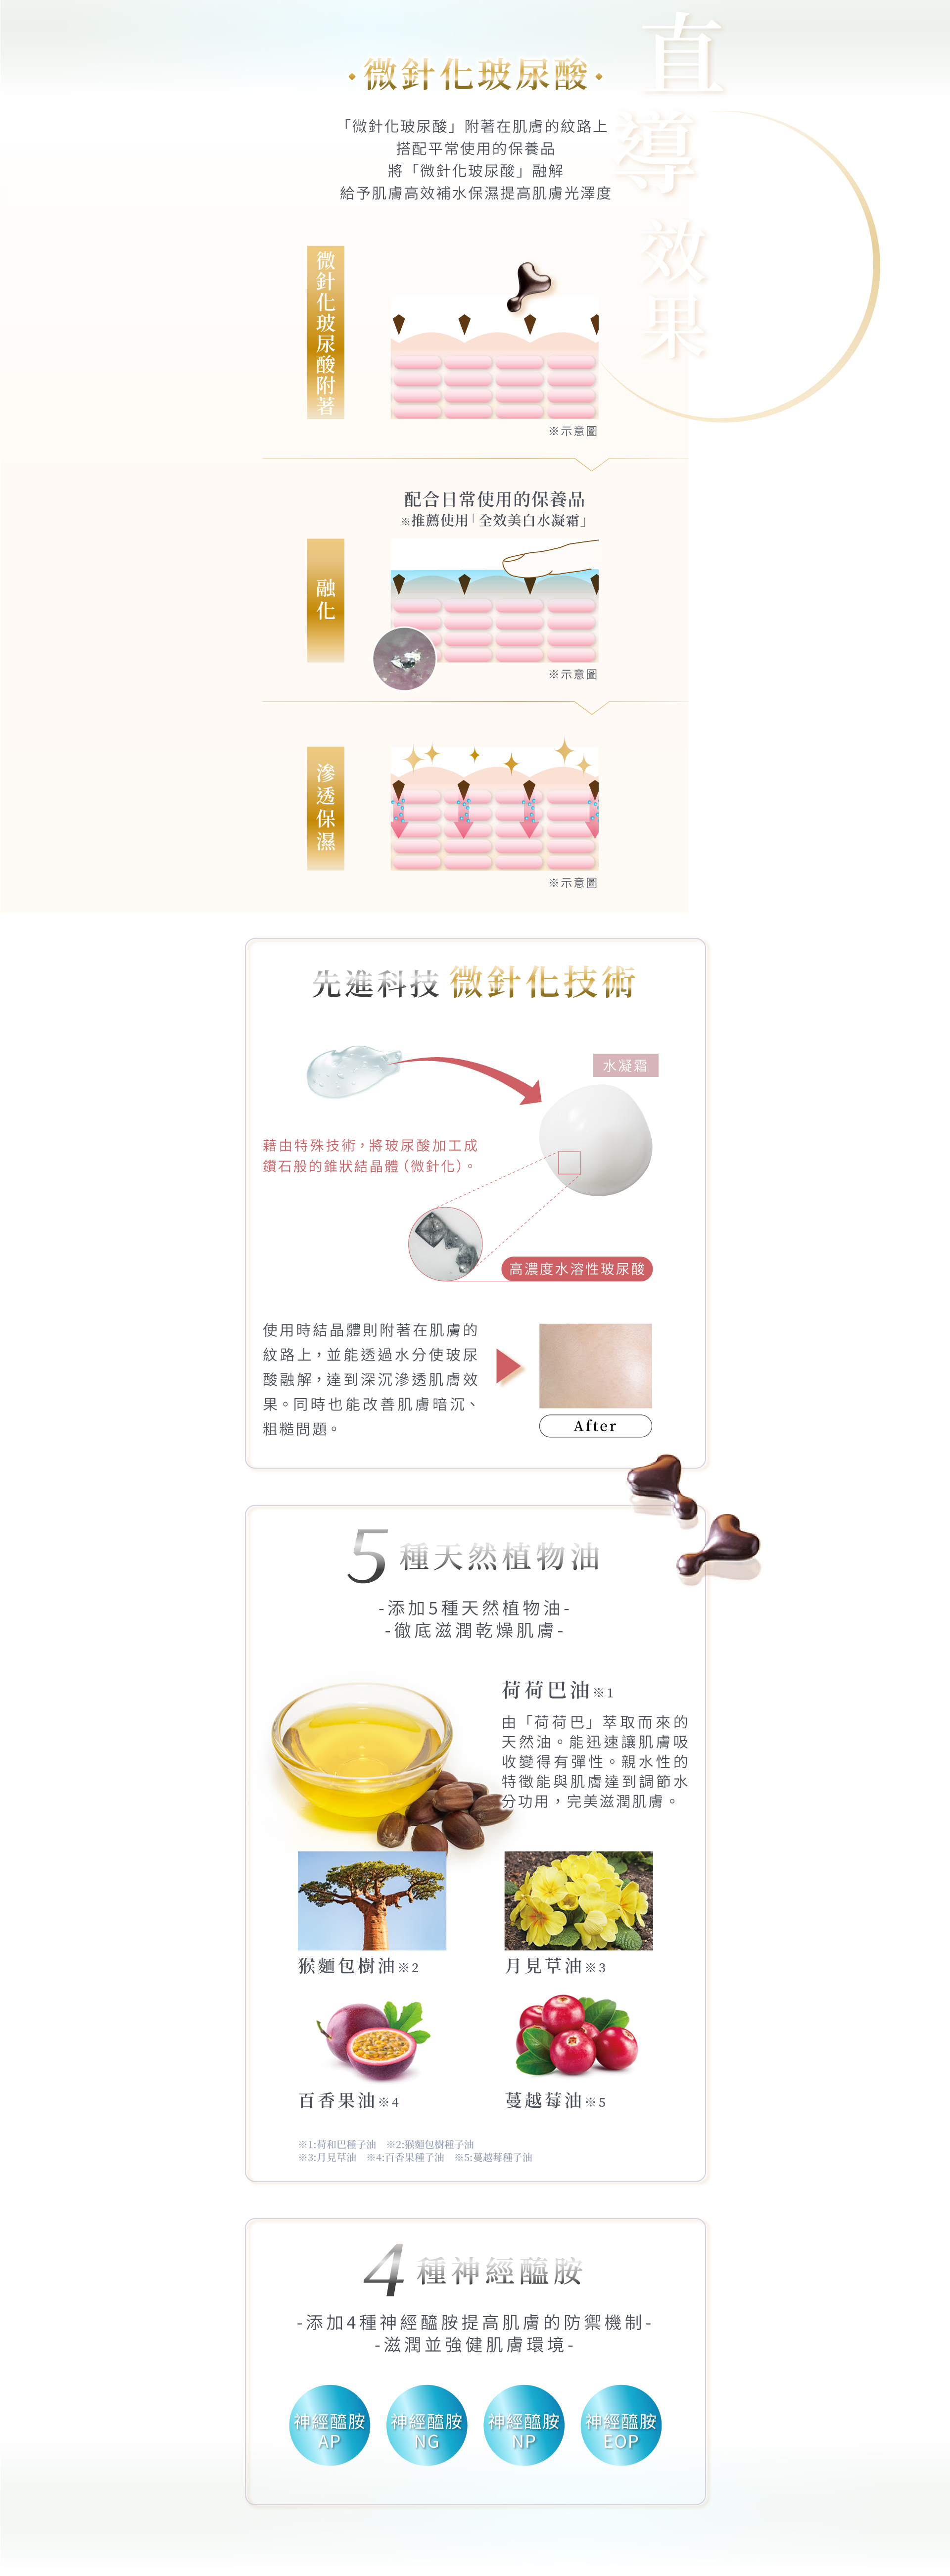 直
導
效
果
微針化玻尿酸
「微針化玻尿酸」附著在肌膚的紋路上
搭配平常使用的保養品
將「微針化玻尿酸」融解
給予肌膚高效補水保濕提高肌膚光澤度
微針化玻尿酸附著
※示意圖
配合日常使用的保養品
※推薦使用「全效美白水凝霜」
融化
※示意圖
滲透保濕
※示意圖
先進科技 微針化技術
水凝霜
藉由特殊技術，將玻尿酸加工成
鑽石般的錐狀結晶體（微針化）。
高濃度水溶性玻尿酸
使用時結晶體則附著在肌膚的
紋路上，並能透過水分使玻尿
酸融解，達到深沉滲透肌膚效
果。同時也能改善肌膚暗沉、
粗糙問題。
After
5種天然植物油
-添加5種天然植物油-
-徹底滋潤乾燥肌膚-
荷荷巴油※1
由「荷荷巴」萃取而來的
天然油。能迅速讓肌膚吸
收變得有彈性。親水性的
特徵能與肌膚達到調節水
分功用，完美滋潤肌膚。
猴麵包樹油※2
月見草油※3
百香果油※4
蔓越莓油※5
※1:荷和巴種子油 ※2:猴麵包樹種子油
※3:月見草油 ※4:百香果種子油 ※5:蔓越莓種子油
4種神經醯胺
-添加4種神經醯胺提高肌膚的防禦機制-
-滋潤並強健肌膚環境-
神經醯胺
AP
神經醯胺
NG
神經醯胺
NP
神經醯胺
EOP